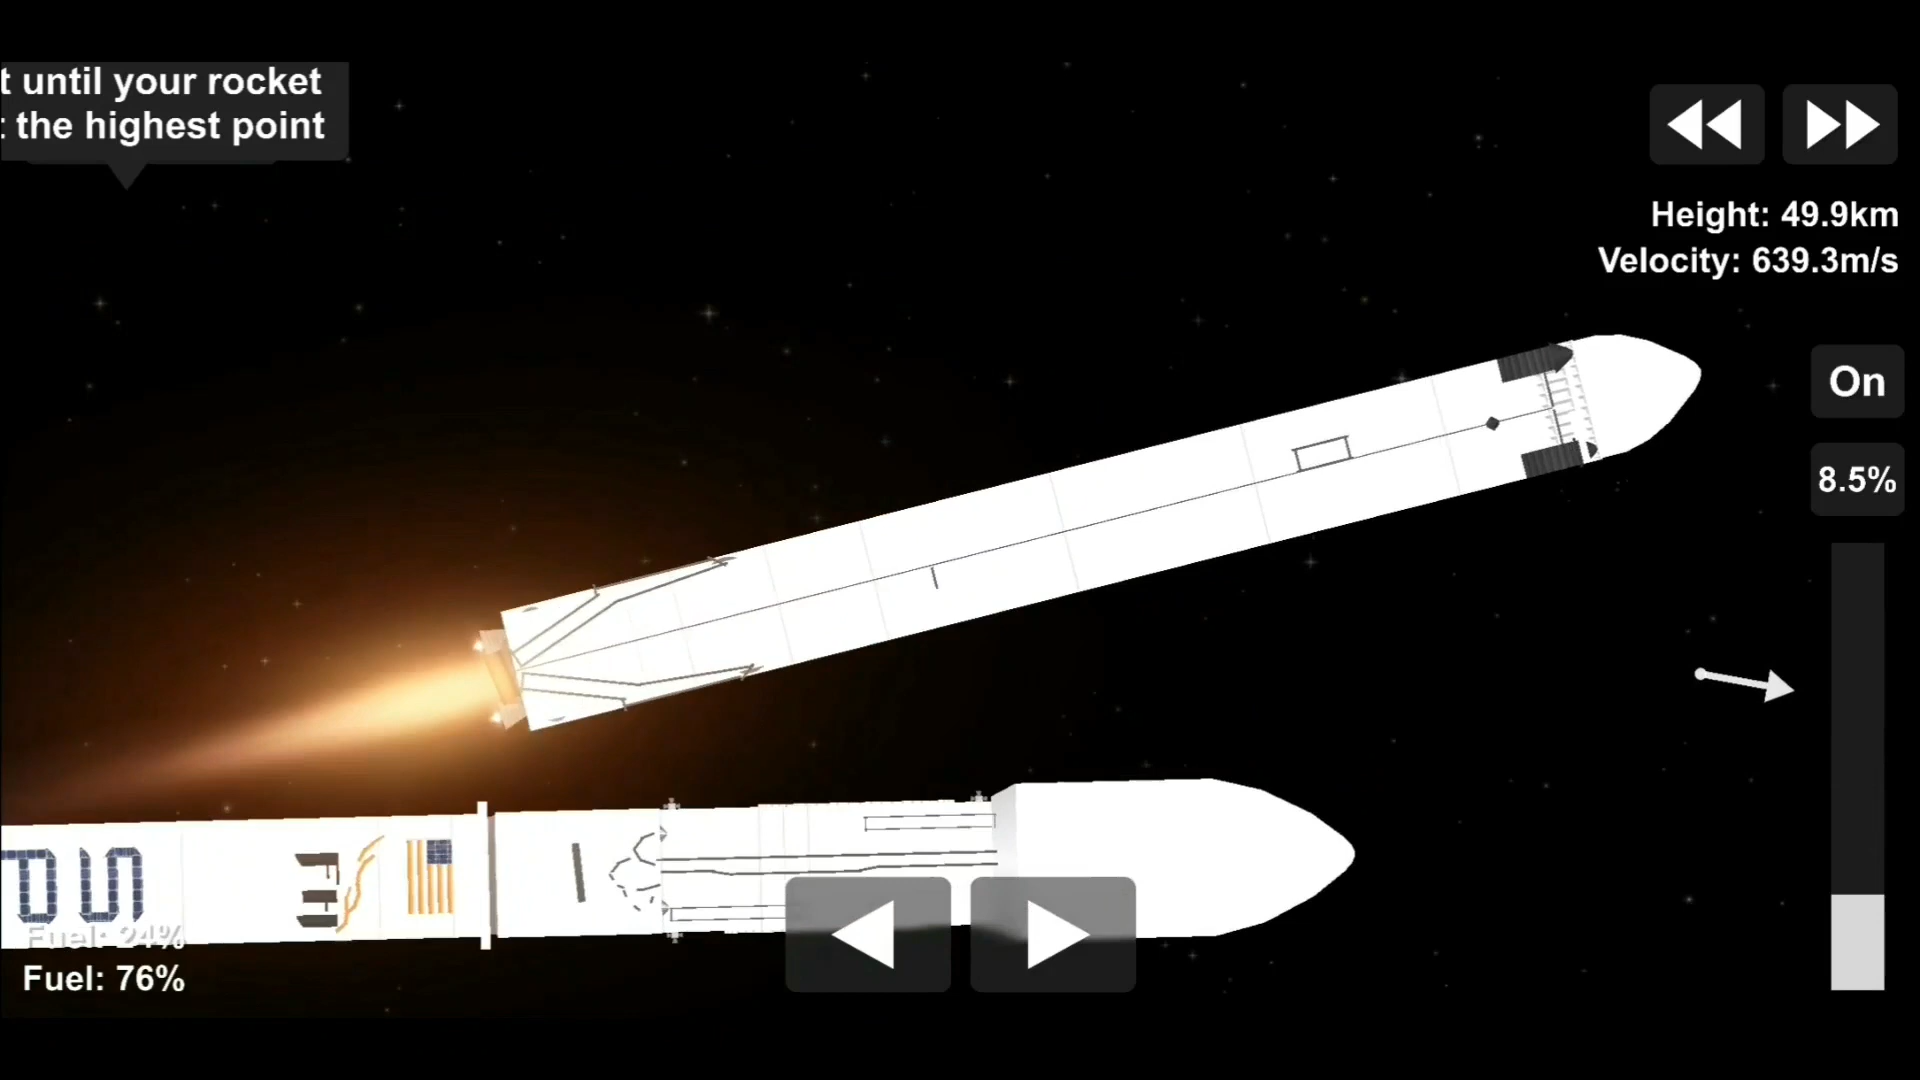 t until your rocket
the highest point
Height: 49.9km
Velocity: 639.3m/s
On
8.5%
Fuel: 24%
Fuel: 76%